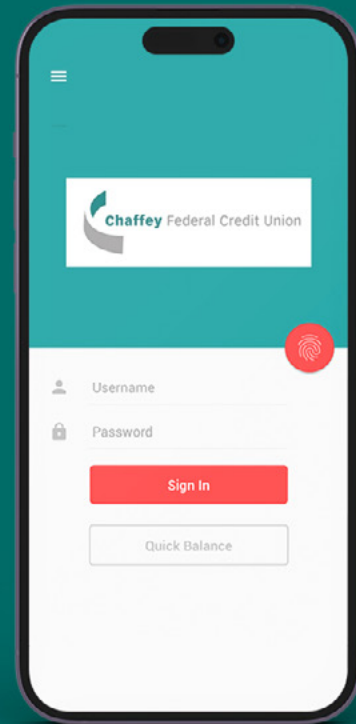 Chaffey Federal Credit Union
Username
Password
Sign In
Quick Balance